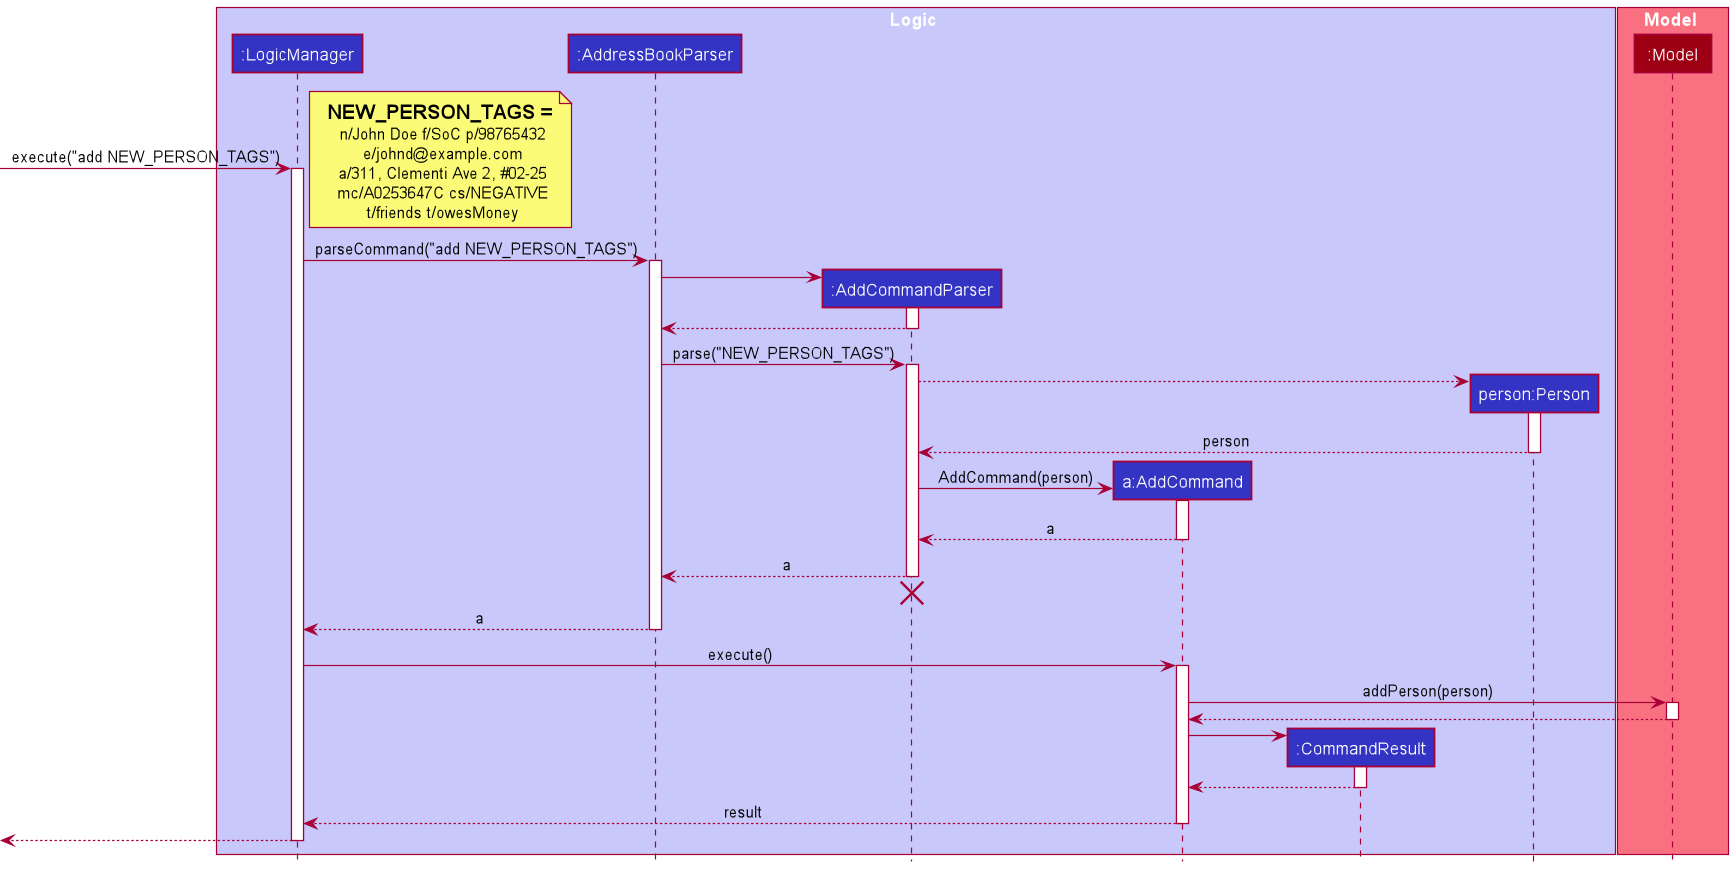 Logic
Model
:LogicManager
:AddressBookParser
:Model
NEW_PERSON_TAGS =
n/John Doe f/SoC p/98765432
e/johnd@example.com
a/311, Clementi Ave 2, #02-25
mc/A0253647C cs/NEGATIVE
t/friends t/owesMoney
execute("add NEW_PERSON_TAGS")
parseCommand("add NEW_PERSON_TAGS")
:AddCommandParser
parse("NEW_PERSON_TAGS")
person:Person
person
AddCommand(person)
a:AddCommand
a
a
a
execute()
addPerson(person)
:CommandResult
result